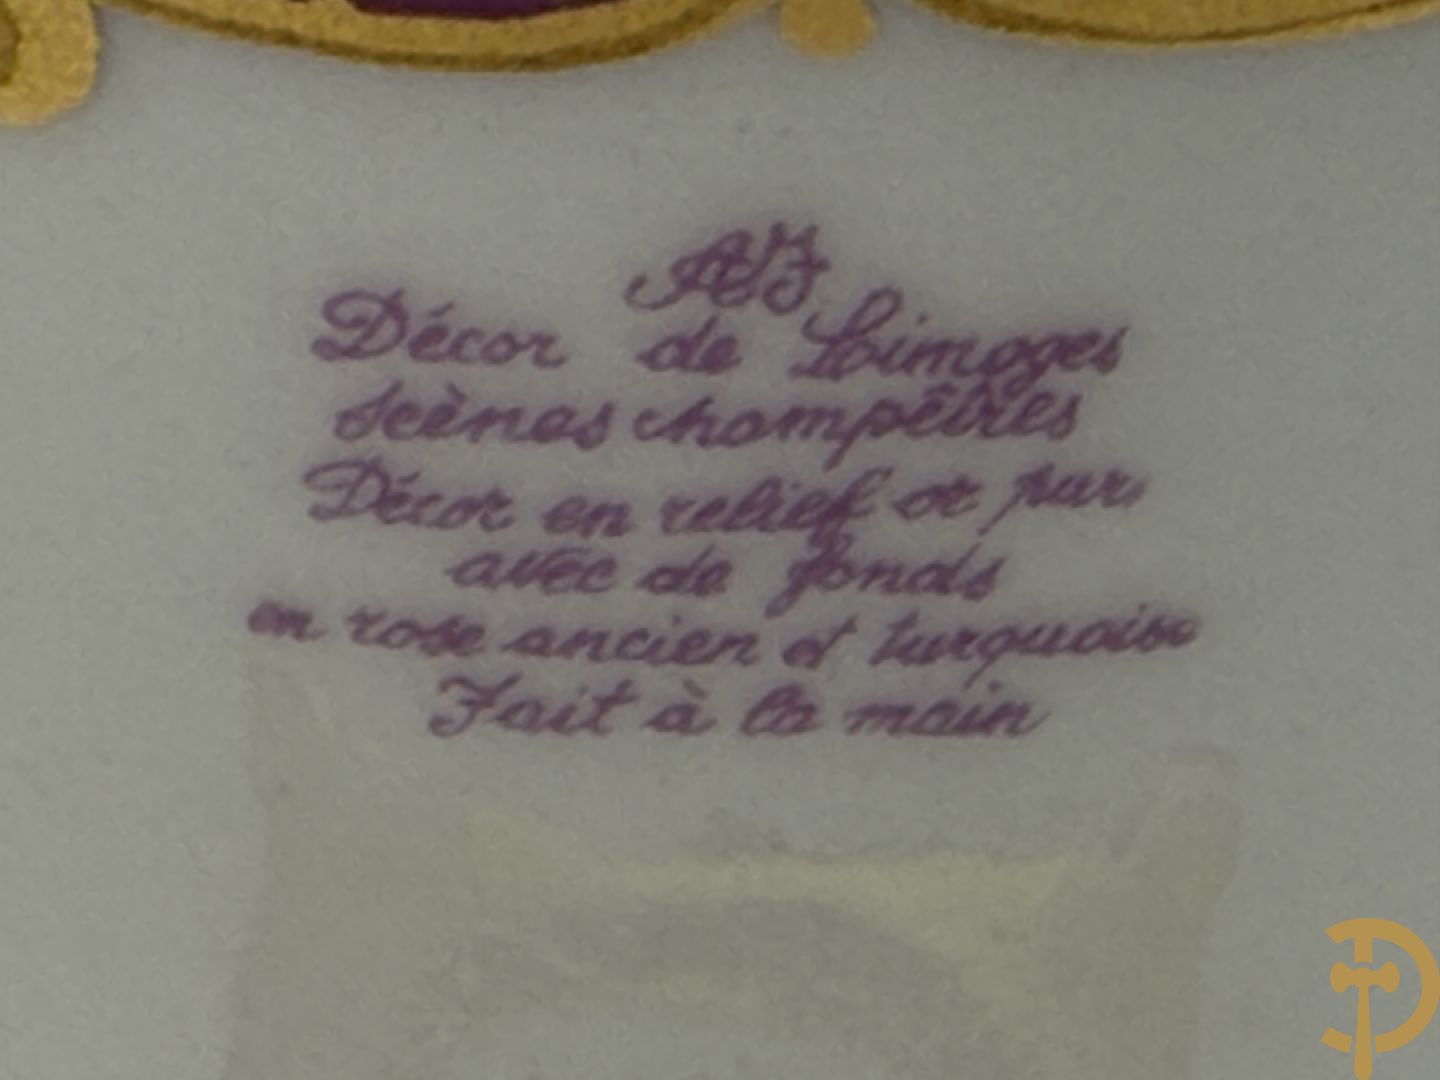 Décor de Limoges
Scènes champêtres
Décor en relief or pur
avec de fonds
en rose ancien et turquoise
Fait à la main